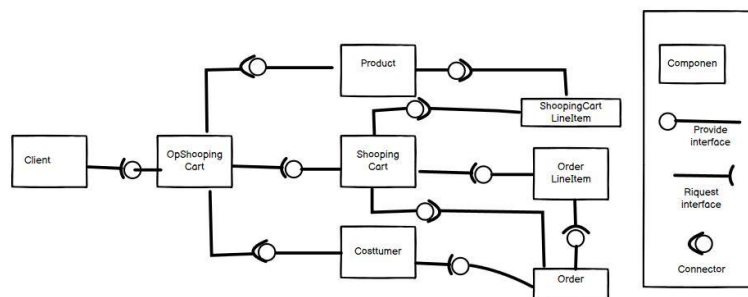 Product
Componen
ShoopingCart
LineItem
Client
OpShooping
Cart
Shooping
Cart
Order
LineItem
Provide
interface
Riquest
interface
Costtumer
Order
Connector